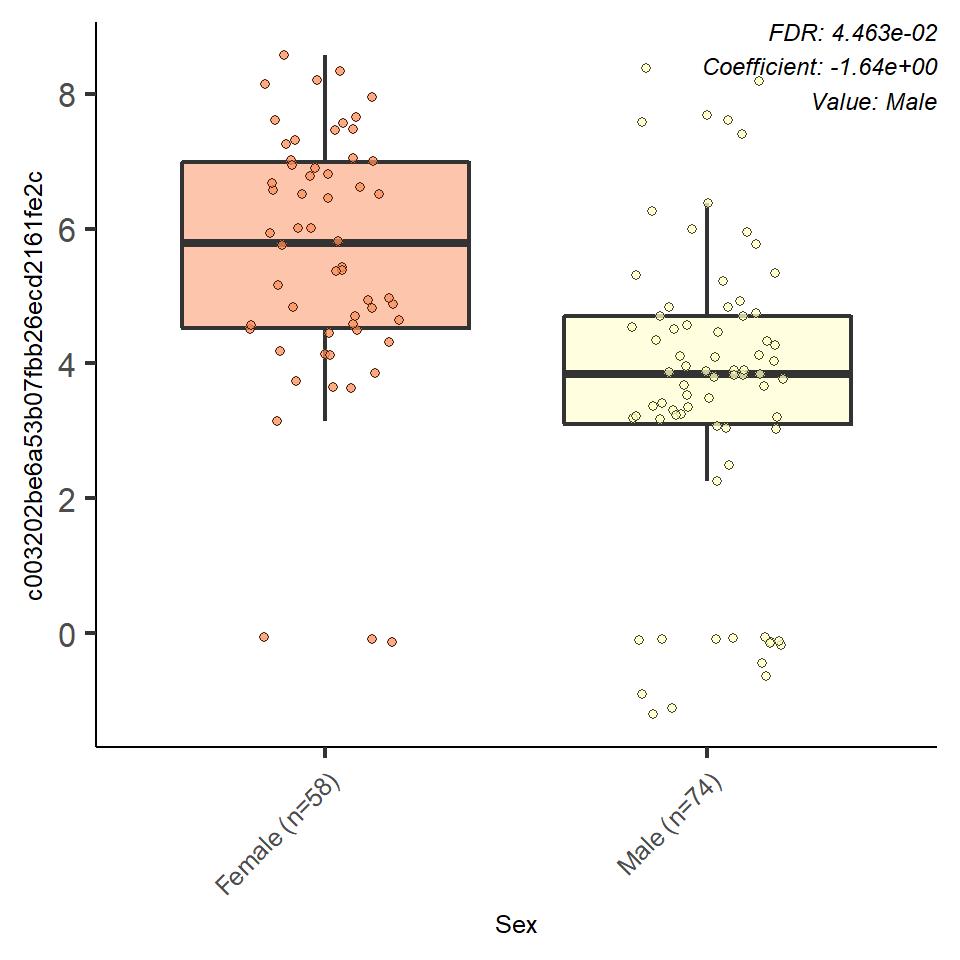 FDR: 4.463e-02
Coefficient: -1.64e+00
Value: Male
c003202be6a53b07fbb26ecd2161fe2c
8
6
4
2
0
Female (n=58)
Male (n=74)
Sex